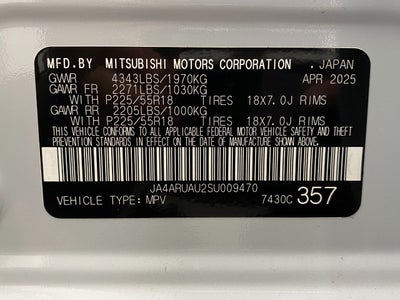 MFD.BY MITSUBISHI MOTORS CORPORATION . JAPAN
GVWR 4343LBS/1970KG APR 2025
GAWR FR 2271LBS/1030KG
WITH P225/55R18 TIRES 18X7.0J RIMS
GAWR RR 2205LBS/1000KG
WITH P225/55R18 TIRES 18X7.0J RIMS
THIS VEHICLE CONFORMS TO ALL APPLICABLE FEDERAL MOTOR VEHICLE SAFETY, BUMPER, AND THEFT
PREVENTION STANDARDS IN EFFECT ON THE DATE OF MANUFACTURE SHOWN ABOVE.
JA4ARUAU2SU009470
VEHICLE TYPE: MPV 7430C 357